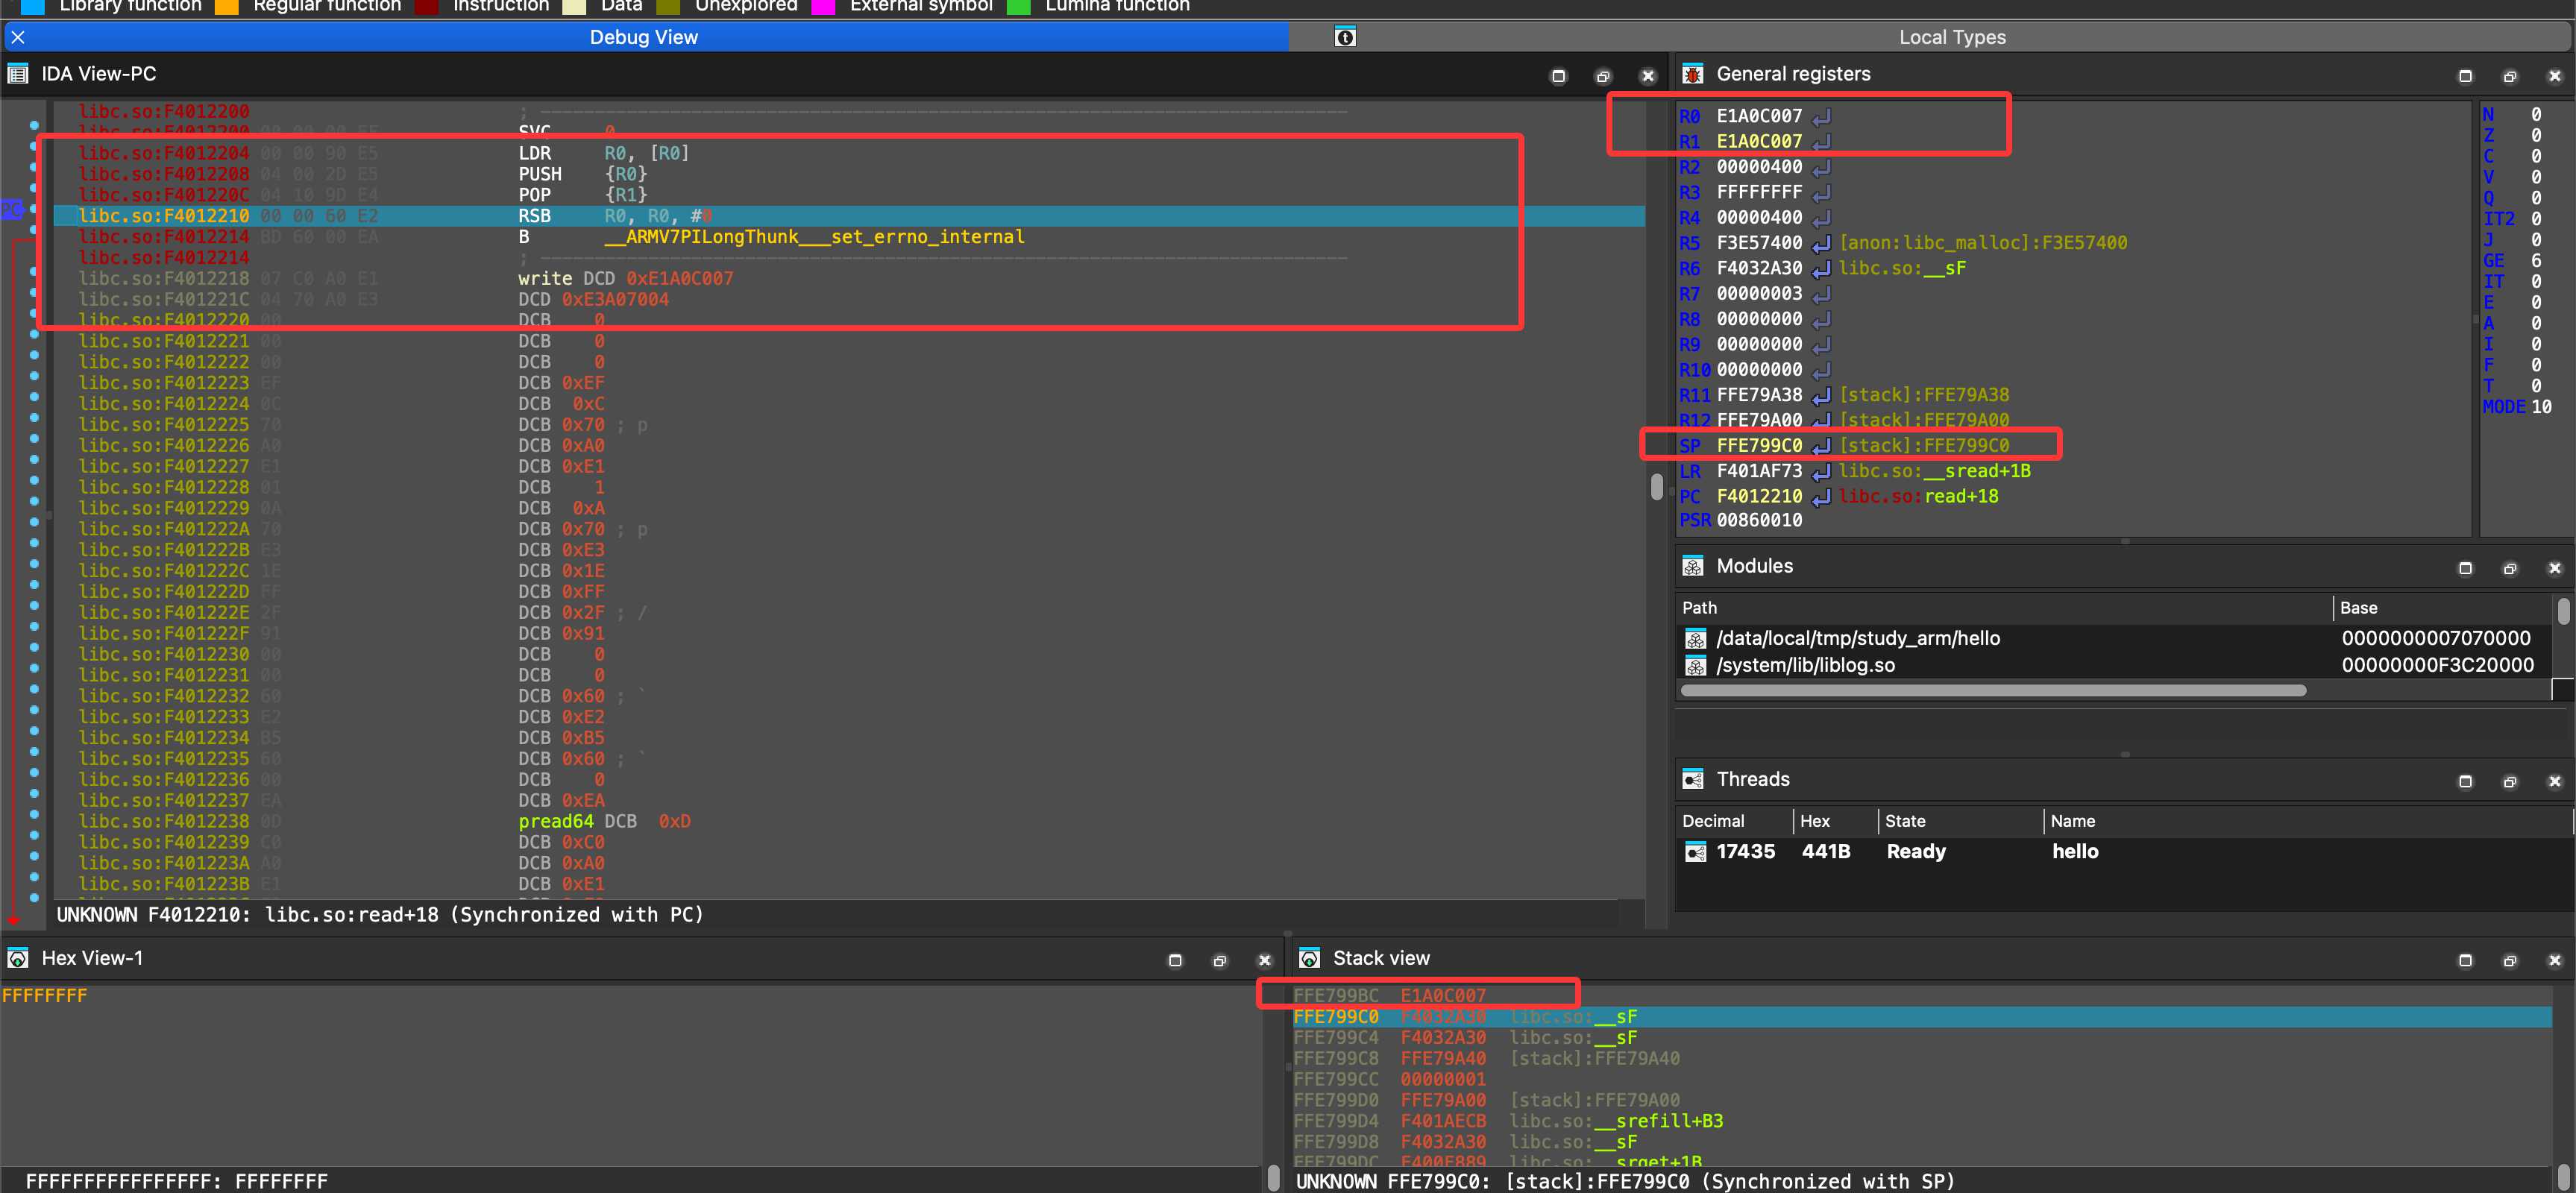 Library function Regular function Instruction Data Unexplored External symbol Lumina function
Debug View
Local Types
IDA View-PC
libc.so:F4012200 ; ---------------------------------------------------------------------------
libc.so:F4012200 00 00 00 EF SVC 0
libc.so:F4012204 00 00 90 E5 LDR R0, [R0]
libc.so:F4012208 04 00 2D E5 PUSH {R0}
libc.so:F401220C 04 10 9D E4 POP {R1}
PC
libc.so:F4012210 00 00 60 E2 RSB R0, R0, #0
libc.so:F4012214 BD 60 00 EA B __ARMV7PILongThunk___set_errno_internal
libc.so:F4012214 ; ---------------------------------------------------------------------------
libc.so:F4012218 07 C0 A0 E1 write DCD 0xE1A0C007
libc.so:F401221C 04 70 A0 E3 DCD 0xE3A07004
libc.so:F4012220 00 DCB 0
libc.so:F4012221 00 DCB 0
libc.so:F4012222 00 DCB 0
libc.so:F4012223 EF DCB 0xEF
libc.so:F4012224 0C DCB 0xC
libc.so:F4012225 70 DCB 0x70 ; p
libc.so:F4012226 A0 DCB 0xA0
libc.so:F4012227 E1 DCB 0xE1
libc.so:F4012228 01 DCB 1
libc.so:F4012229 0A DCB 0xA
libc.so:F401222A 70 DCB 0x70 ; p
libc.so:F401222B E3 DCB 0xE3
libc.so:F401222C 1E DCB 0x1E
libc.so:F401222D FF DCB 0xFF
libc.so:F401222E 2F DCB 0x2F ; /
libc.so:F401222F 91 DCB 0x91
libc.so:F4012230 00 DCB 0
libc.so:F4012231 00 DCB 0
libc.so:F4012232 60 DCB 0x60 ; `
libc.so:F4012233 E2 DCB 0xE2
libc.so:F4012234 B5 DCB 0xB5
libc.so:F4012235 60 DCB 0x60 ; `
libc.so:F4012236 00 DCB 0
libc.so:F4012237 EA DCB 0xEA
libc.so:F4012238 0D pread64 DCB 0xD
libc.so:F4012239 C0 DCB 0xC0
libc.so:F401223A A0 DCB 0xA0
libc.so:F401223B E1 DCB 0xE1
UNKNOWN F4012210: libc.so:read+18 (Synchronized with PC)
General registers
R0 E1A0C007
R1 E1A0C007
R2 00000400
R3 FFFFFFFF
R4 00000400
R5 F3E57400 [anon:libc_malloc]:F3E57400
R6 F4032A30 libc.so:__sF
R7 00000003
R8 00000000
R9 00000000
R10 00000000
R11 FFE79A38 [stack]:FFE79A38
R12 FFE79A00 [stack]:FFE79A00
SP FFE799C0 [stack]:FFE799C0
LR F401AF73 libc.so:__sread+1B
PC F4012210 libc.so:read+18
PSR 00860010
N 0
Z 0
C 0
V 0
Q 0
IT2 0
J 0
GE 6
IT 0
E 0
A 0
I 0
F 0
T 0
MODE 10
Modules
Path Base
/data/local/tmp/study_arm/hello 0000000007070000
/system/lib/liblog.so 00000000F3C20000
Threads
Decimal Hex State Name
17435 441B Ready hello
Hex View-1
FFFFFFFF
FFFFFFFFFFFFFFFF: FFFFFFFF
Stack view
FFE799BC E1A0C007
FFE799C0 F4032A30 libc.so:__sF
FFE799C4 F4032A30 libc.so:__sF
FFE799C8 FFE79A40 [stack]:FFE79A40
FFE799CC 00000001
FFE799D0 FFE79A00 [stack]:FFE79A00
FFE799D4 F401AECB libc.so:__srefill+B3
FFE799D8 F4032A30 libc.so:__sF
FFE799DC F400F889 libc.so:__srget+1B
UNKNOWN FFE799C0: [stack]:FFE799C0 (Synchronized with SP)